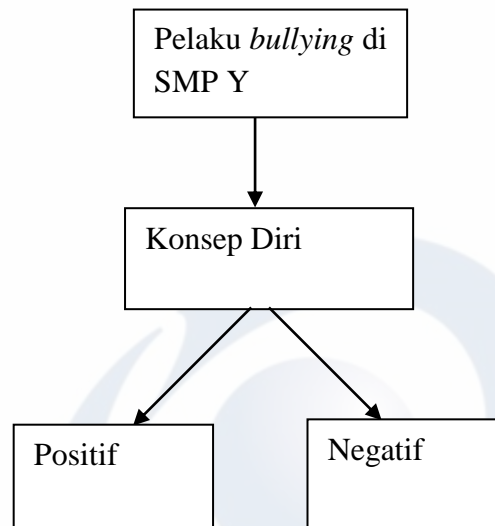 Pelaku bullying di
SMP Y
Konsep Diri
Positif
Negatif